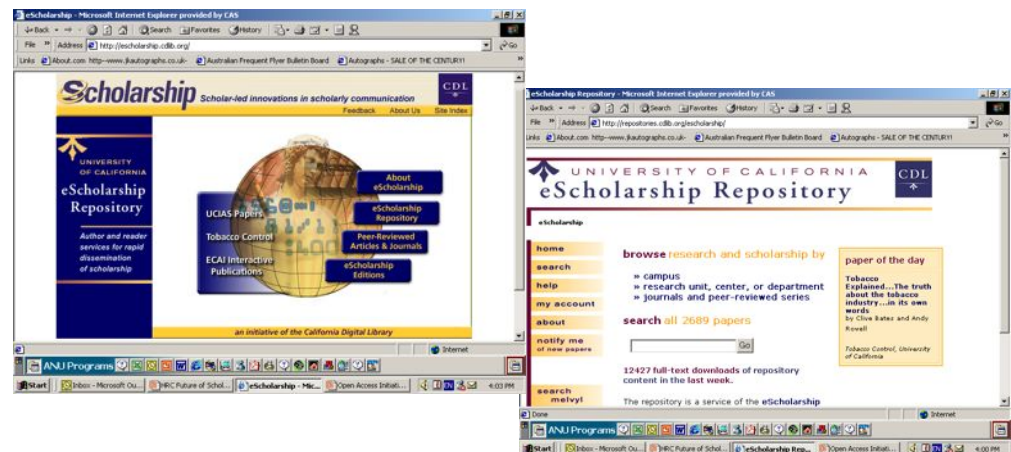 eScholarship - Microsoft Internet Explorer provided by CAS
Back Search Favorites History
File » Address http://escholarship.cdlib.org/ Go
Links About.com http--www.jkautographs.co.uk- Australian Frequent Flyer Bulletin Board Autographs - SALE OF THE CENTURY! »
eScholarship Scholar-led innovations in scholarly communication CDL
Feedback About Us Site Index
UNIVERSITY
OF CALIFORNIA
eScholarship
Repository
Author and reader
services for rapid
dissemination
of scholarship
UCIAS Papers
Tobacco Control
ECAI Interactive
Publications
About
eScholarship
eScholarship
Repository
Peer-Reviewed
Articles & Journals
eScholarship
Editions
an initiative of the California Digital Library
Internet
ANU Programs
Start Inbox - Microsoft Ou... HRC Future of Schol... eScholarship - Mic... Open Access Initiati... 4:03 PM
eScholarship Repository - Microsoft Internet Explorer provided by CAS
Back Search Favorites History
File » Address http://repositories.cdlib.org/escholarship/ Go
Links About.com http--www.jkautographs.co.uk- Australian Frequent Flyer Bulletin Board Autographs - SALE OF THE CENTURY! »
UNIVERSITY OF CALIFORNIA
eScholarship Repository
CDL
eScholarship
home
search
help
my account
about
notify me
of new papers
search
melvyl
browse research and scholarship by
» campus
» research unit, center, or department
» journals and peer-reviewed series
search all 2689 papers
Go
12427 full-text downloads of repository
content in the last week.
The repository is a service of the eScholarship
paper of the day
Tobacco
Explained...The truth
about the tobacco
industry...in its own
words
by Clive Bates and Andy
Rowell
Tobacco Control, University
of California
Done Internet
ANU Programs
Start Inbox - Microsoft Ou... HRC Future of Schol... eScholarship Rep... Open Access Initiati... 4:00 PM